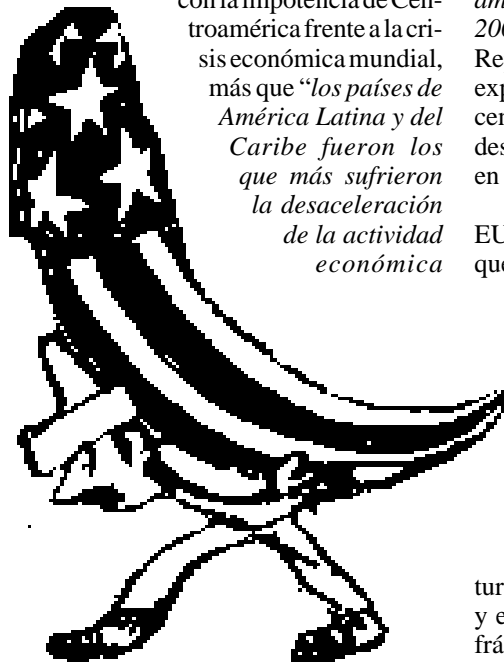 con la impotencia de Cen-
troamérica frente a la cri-
sis económica mundial,
más que “los países de
América Latina y del
Caribe fueron los
que más sufrieron
la desaceleración
de la actividad
económica
200
Re
exp
cen
des
en
EU
que
tur
y e
frá